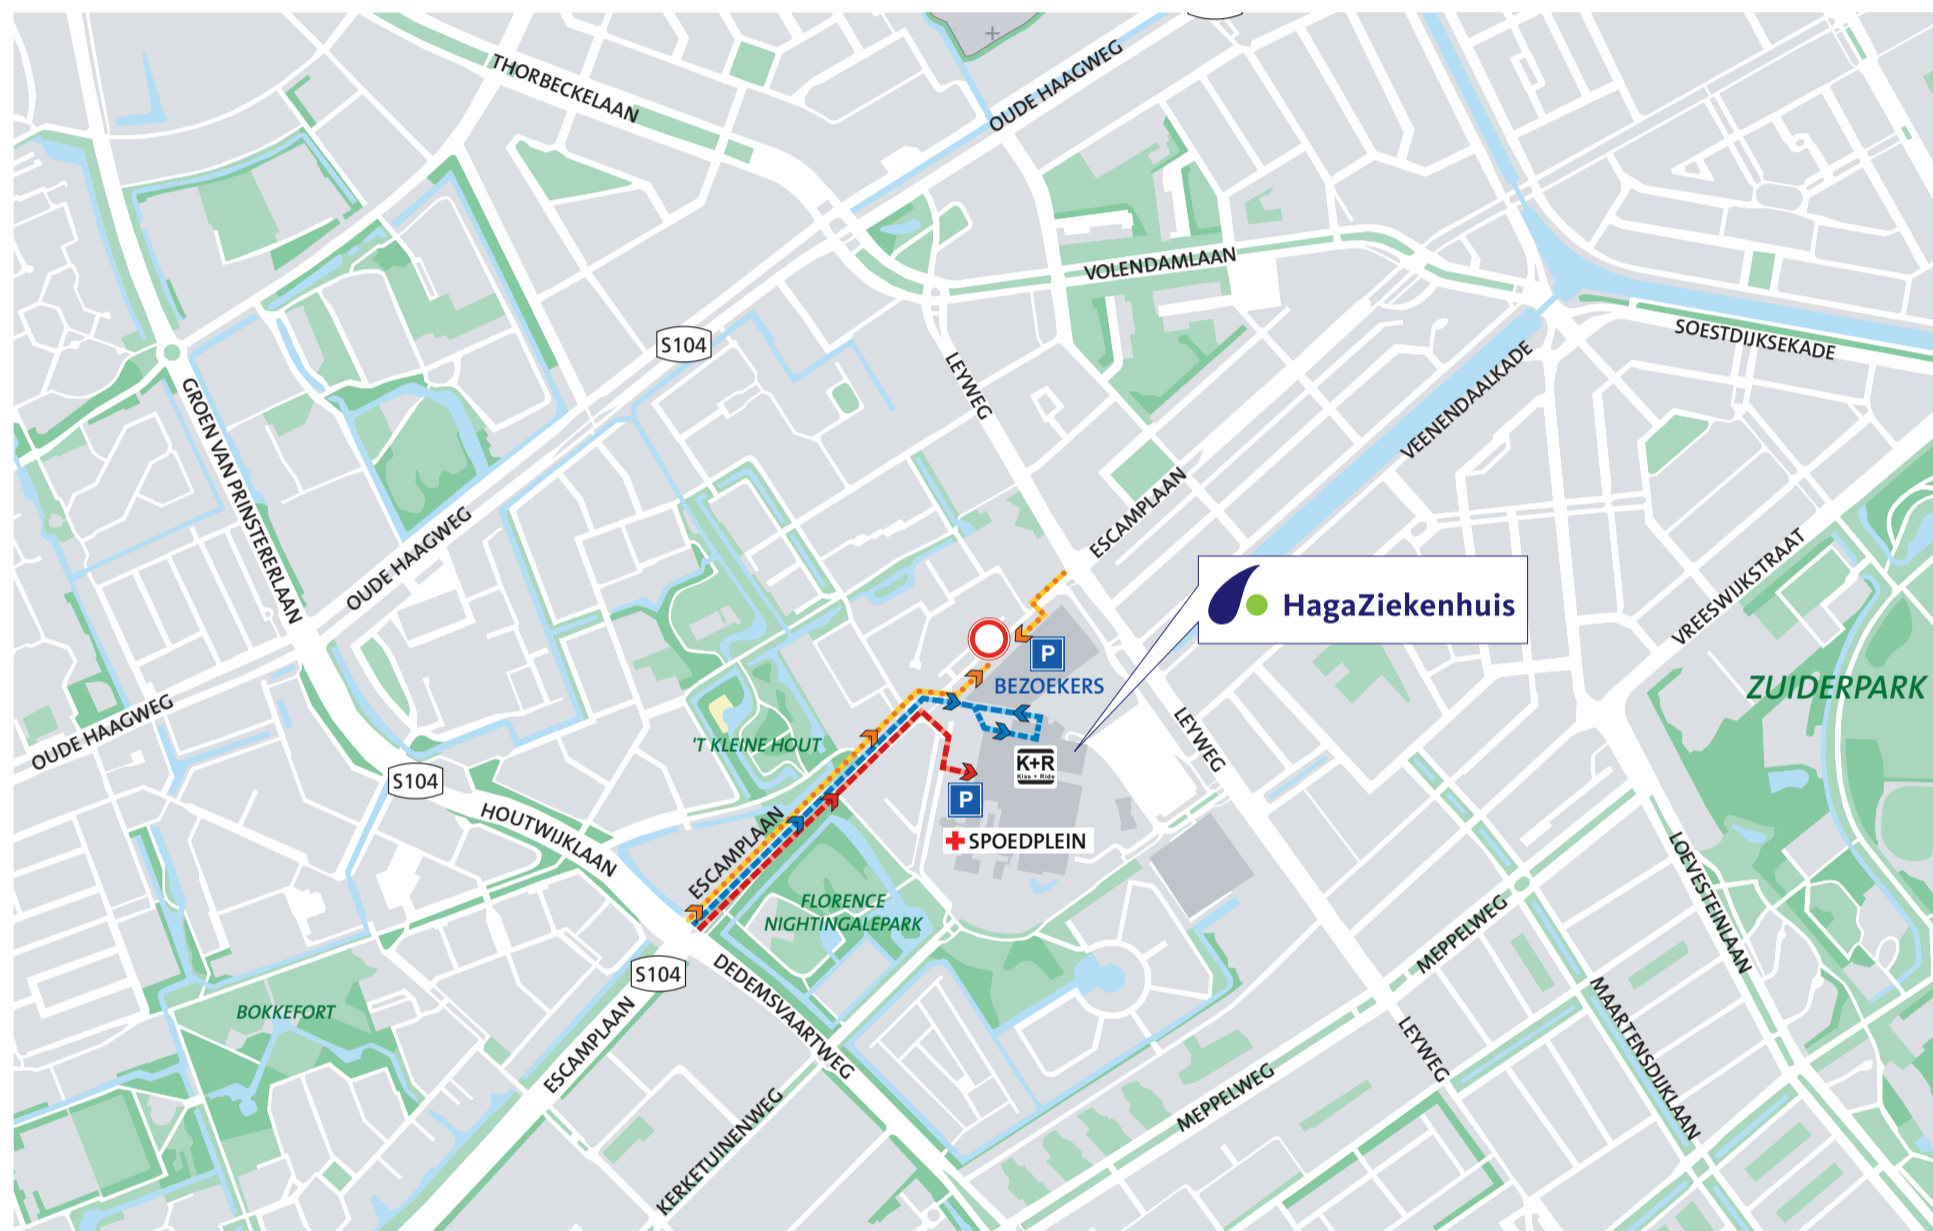 THORBECKELAAN
OUDE HAAGWEG
VOLENDAMLAAN
S104
LEYWEG
SOESTDIJKSEKADE
VEENENDAALKADE
GROEN VAN PRINSTERERLAAN
OUDE HAAGWEG
ESCAMPLAAN
VREESWIJKSTRAAT
HagaZiekenhuis
P
BEZOEKERS
ZUIDERPARK
OUDE HAAGWEG
'T KLEINE HOUT
LEYWEG
K+R
Kiss + Ride
S104
P
HOUTWIJKLAAN
ESCAMPLAAN
SPOEDPLEIN
LOEVESTEINLAAN
FLORENCE
NIGHTINGALEPARK
MEPPELWEG
S104
DEDEMSVAARTWEG
BOKKEFORT
ESCAMPLAAN
LEYWEG
MAARTENSDIJKLAAN
MEPPELWEG
KERKETUINENWEG